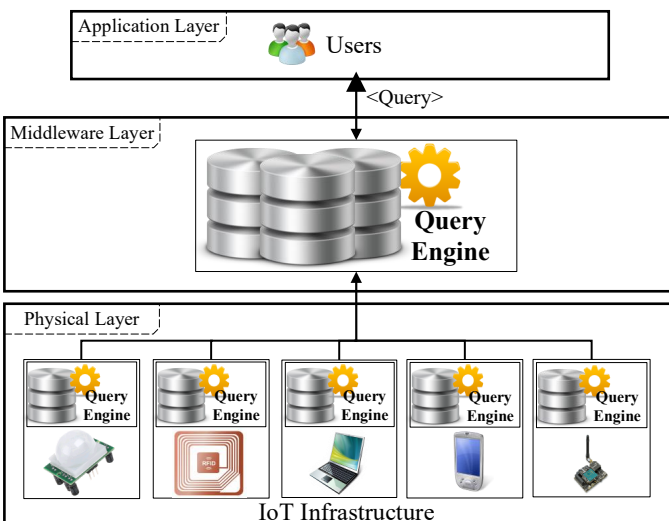 Application Layer
Users
<Query>
Middleware Layer
Query
Engine
Physical Layer
Query
Engine
Query
Engine
Query
Engine
Query
Engine
Query
Engine
RFID
IoT Infrastructure